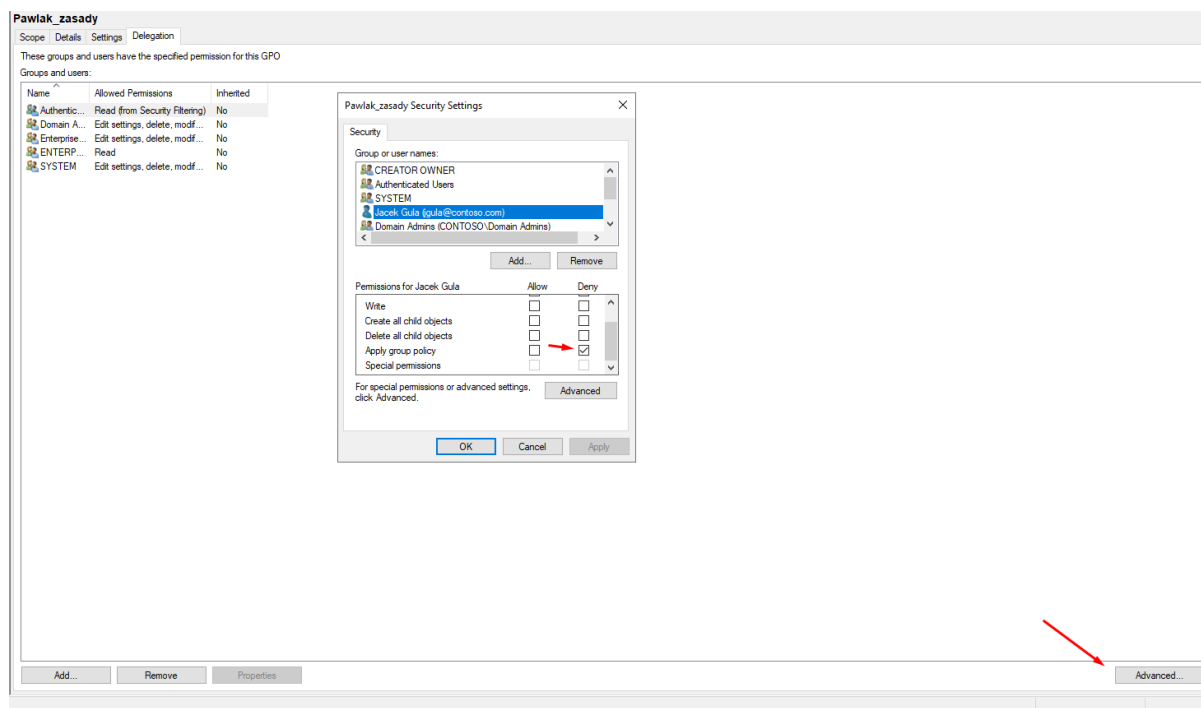 Pawlak_zasady
Scope Details Settings Delegation
These groups and users have the specified permission for this GPO
Groups and users:
Name Allowed Permissions Inherited
Authentic... Read (from Security Filtering) No
Domain A... Edit settings, delete, modif... No
Enterprise... Edit settings, delete, modif... No
ENTERP... Read No
SYSTEM Edit settings, delete, modif... No
Pawlak_zasady Security Settings
Security
Group or user names:
CREATOR OWNER
Authenticated Users
SYSTEM
Jacek Gula (jgula@contoso.com)
Domain Admins (CONTOSO\Domain Admins)
Add... Remove
Permissions for Jacek Gula Allow Deny
Write
Create all child objects
Delete all child objects
Apply group policy
Special permissions
For special permissions or advanced settings,
click Advanced.
Advanced
OK Cancel Apply
Add... Remove Properties Advanced...